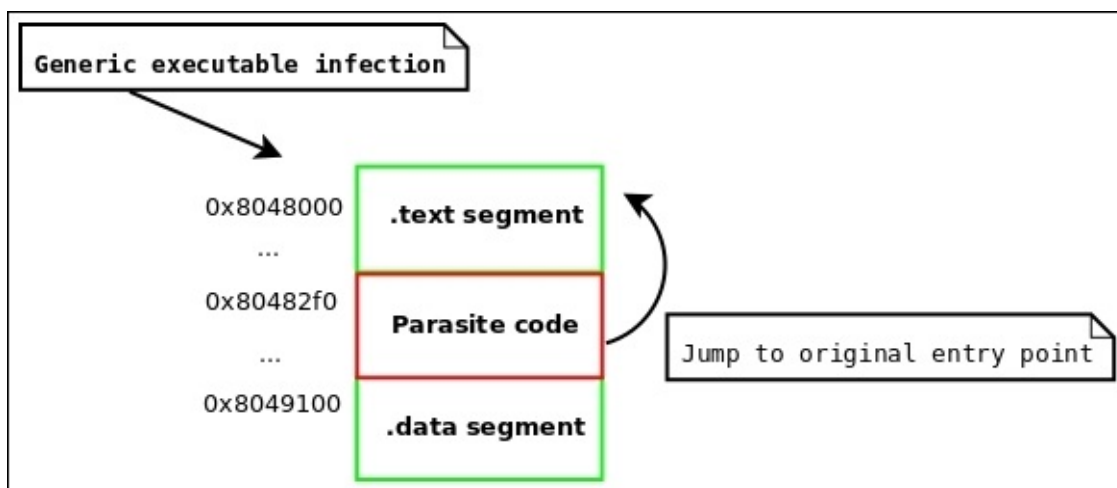 Generic executable infection
0x8048000
.text segment
...
0x80482f0
Parasite code
...
Jump to original entry point
0x8049100
.data segment